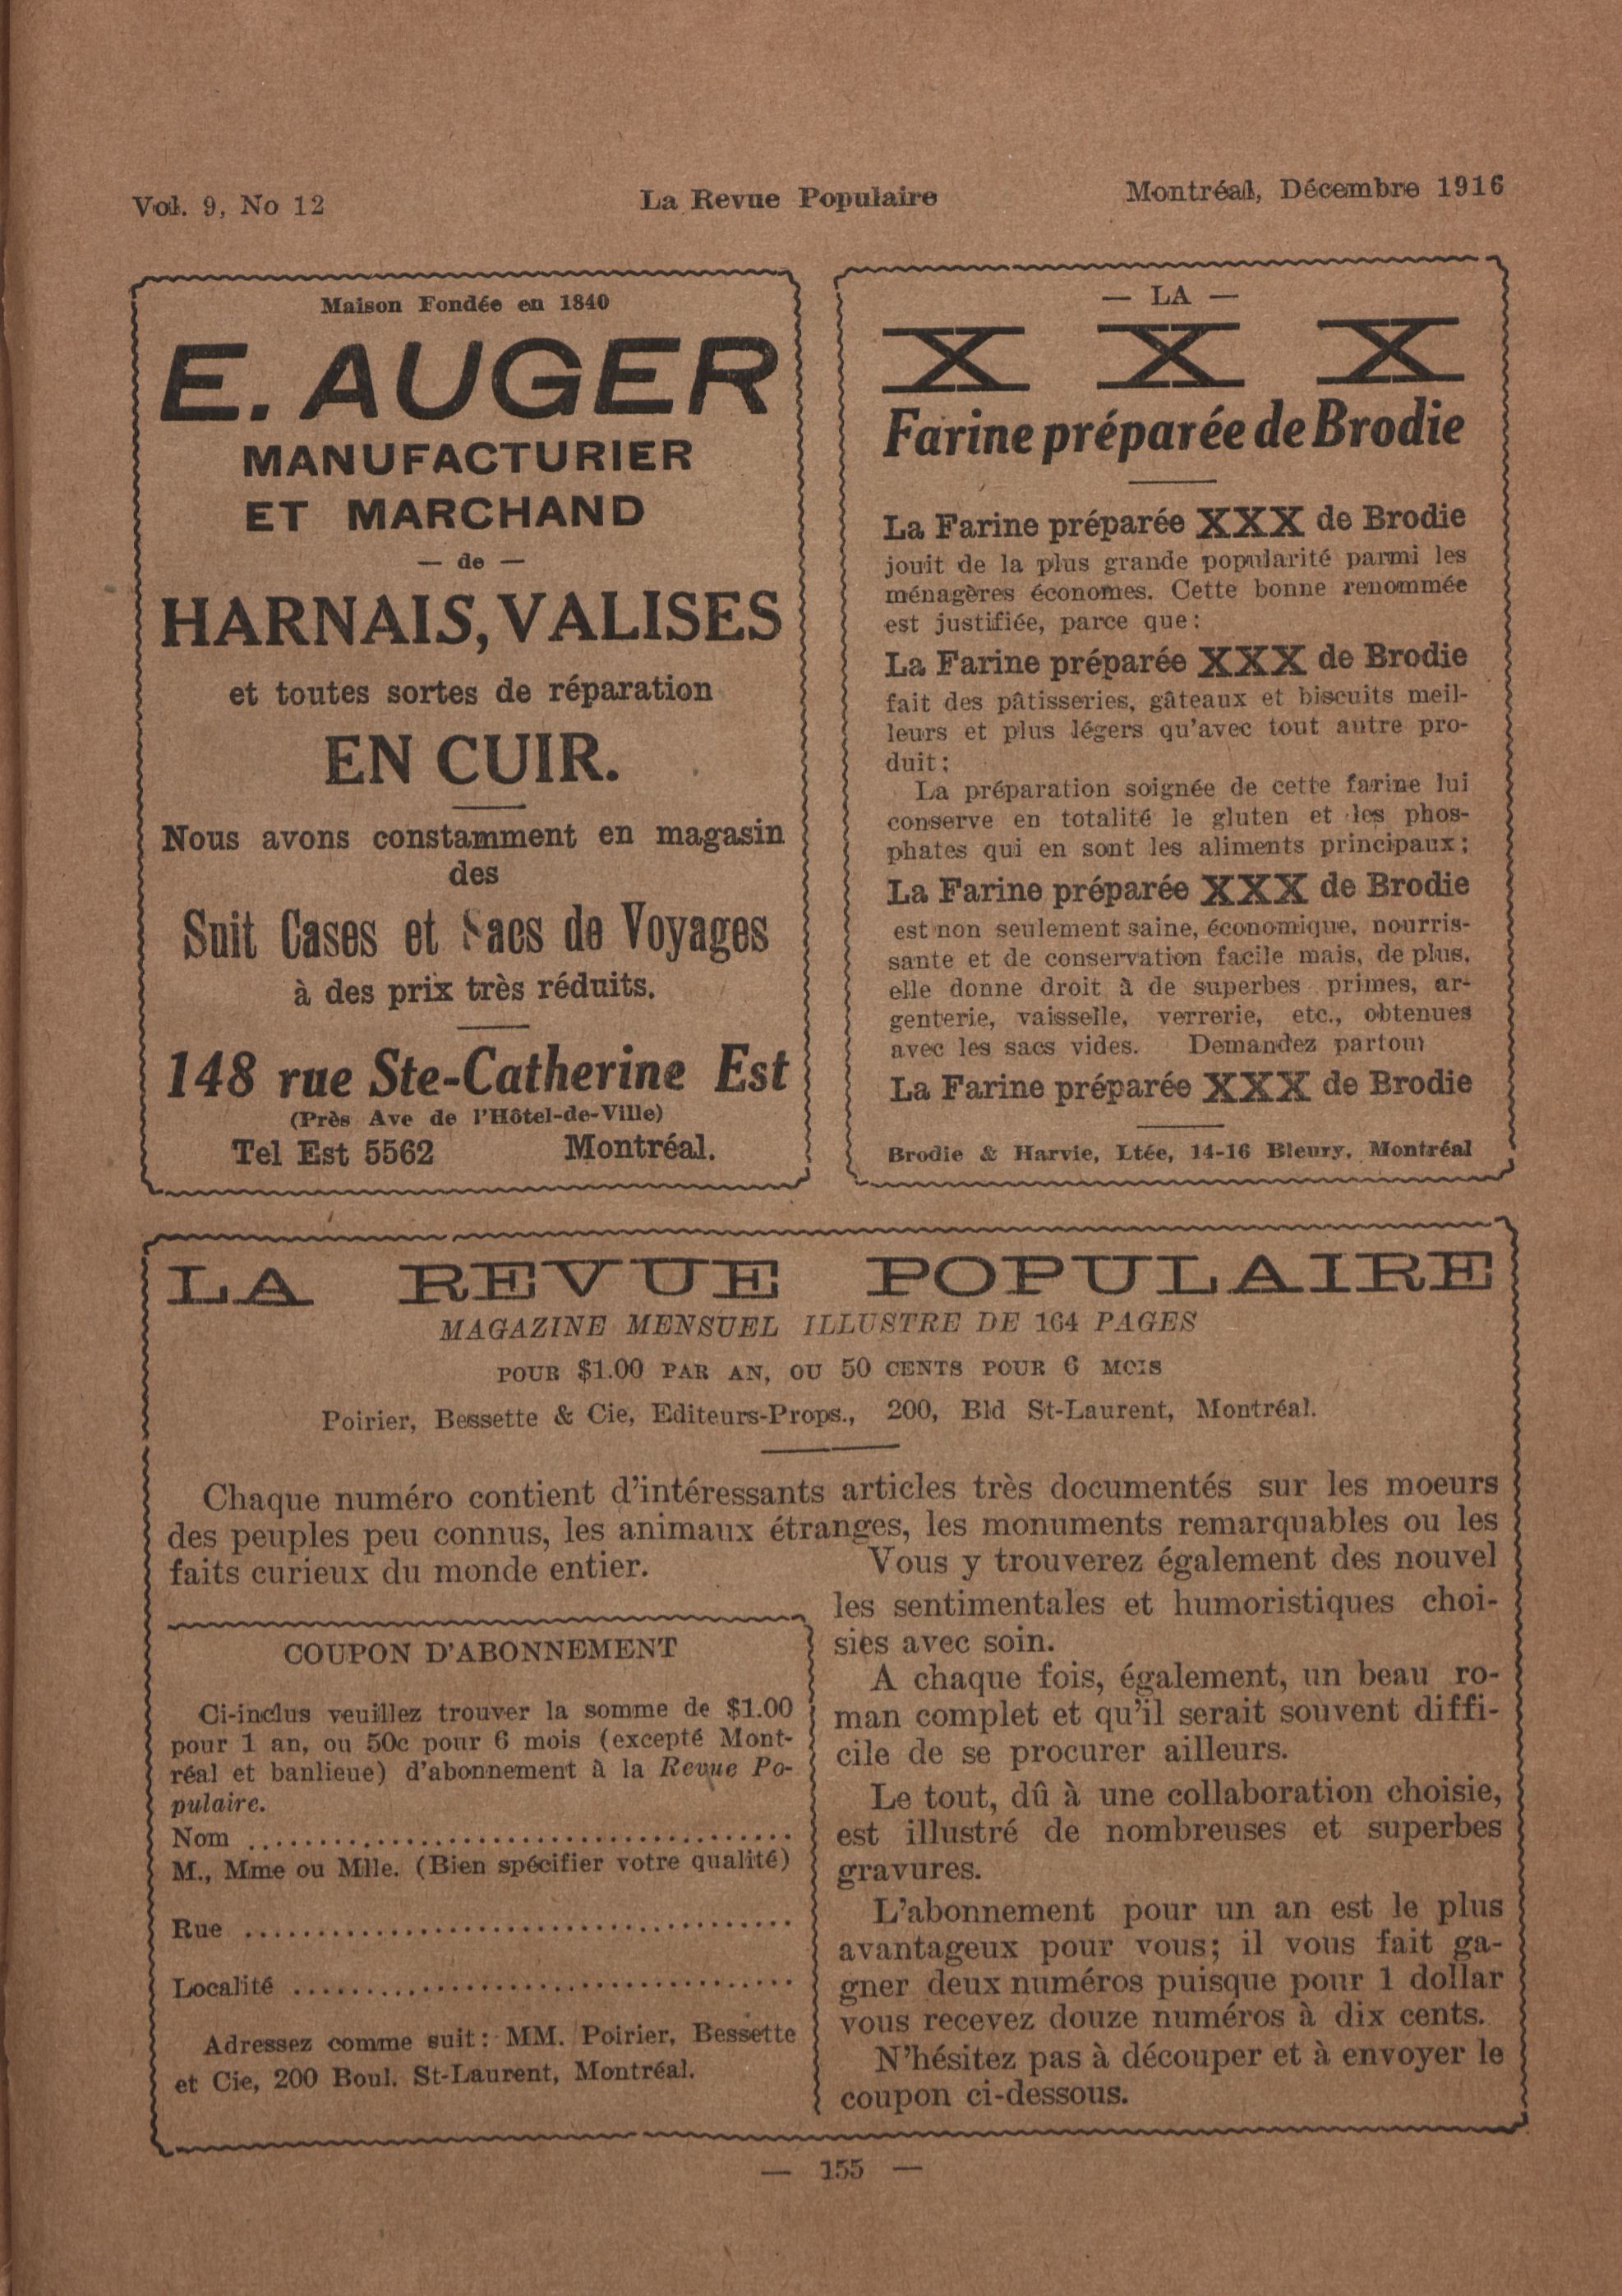 Vol. 9, No 12
La Revue Populaire
Montréal, Décembre 1916
Maison Fondée en 1840
E. AUGER
MANUFACTURIER
ET MARCHAND
— de —
HARNAIS, VALISES
et toutes sortes de réparation
EN CUIR.
Nous avons constamment en magasin
des
Suit Cases et Sacs de Voyages
à des prix très réduits.
148 rue Ste-Catherine Est
(Près Ave de l'Hôtel-de-Ville)
Tel Est 5562 Montréal.
— LA —
X X X
Farine préparée de Brodie
La Farine préparée XXX de Brodie
jouit de la plus grande popularité parmi les
ménagères économes. Cette bonne renommée
est justifiée, parce que:
La Farine préparée XXX de Brodie
fait des pâtisseries, gâteaux et biscuits meil-
leurs et plus légers qu'avec tout autre pro-
duit;
La préparation soignée de cette farine lui
conserve en totalité le gluten et les phos-
phates qui en sont les aliments principaux;
La Farine préparée XXX de Brodie
est non seulement saine, économique, nourris-
sante et de conservation facile mais, de plus,
elle donne droit à de superbes primes, ar-
genterie, vaisselle, verrerie, etc., obtenues
avec les sacs vides. Demandez partout
La Farine préparée XXX de Brodie
Brodie & Harvie, Ltée, 14-16 Bleury, Montréal
LA REVUE POPULAIRE
MAGAZINE MENSUEL ILLUSTRE DE 164 PAGES
POUR $1.00 PAR AN, OU 50 CENTS POUR 6 MOIS
Poirier, Bessette & Cie, Editeurs-Props., 200, Bld St-Laurent, Montréal.
Chaque numéro contient d'intéressants articles très documentés sur les moeurs
des peuples peu connus, les animaux étranges, les monuments remarquables ou les
faits curieux du monde entier.
Vous y trouverez également des nouvel
les sentimentales et humoristiques choi-
sies avec soin.
A chaque fois, également, un beau ro-
man complet et qu'il serait souvent diffi-
cile de se procurer ailleurs.
Le tout, dû à une collaboration choisie,
est illustré de nombreuses et superbes
gravures.
L'abonnement pour un an est le plus
avantageux pour vous; il vous fait ga-
gner deux numéros puisque pour 1 dollar
vous recevez douze numéros à dix cents.
N'hésitez pas à découper et à envoyer le
coupon ci-dessous.
COUPON D'ABONNEMENT
Ci-inclus veuillez trouver la somme de $1.00
pour 1 an, ou 50c pour 6 mois (excepté Mont-
réal et banlieue) d'abonnement à la Revue Po-
pulaire.
Nom ......................................
M., Mme ou Mlle. (Bien spécifier votre qualité)
Rue ......................................
Localité ...................................
Adressez comme suit: MM. Poirier, Bessette
et Cie, 200 Boul. St-Laurent, Montréal.
— 155 —